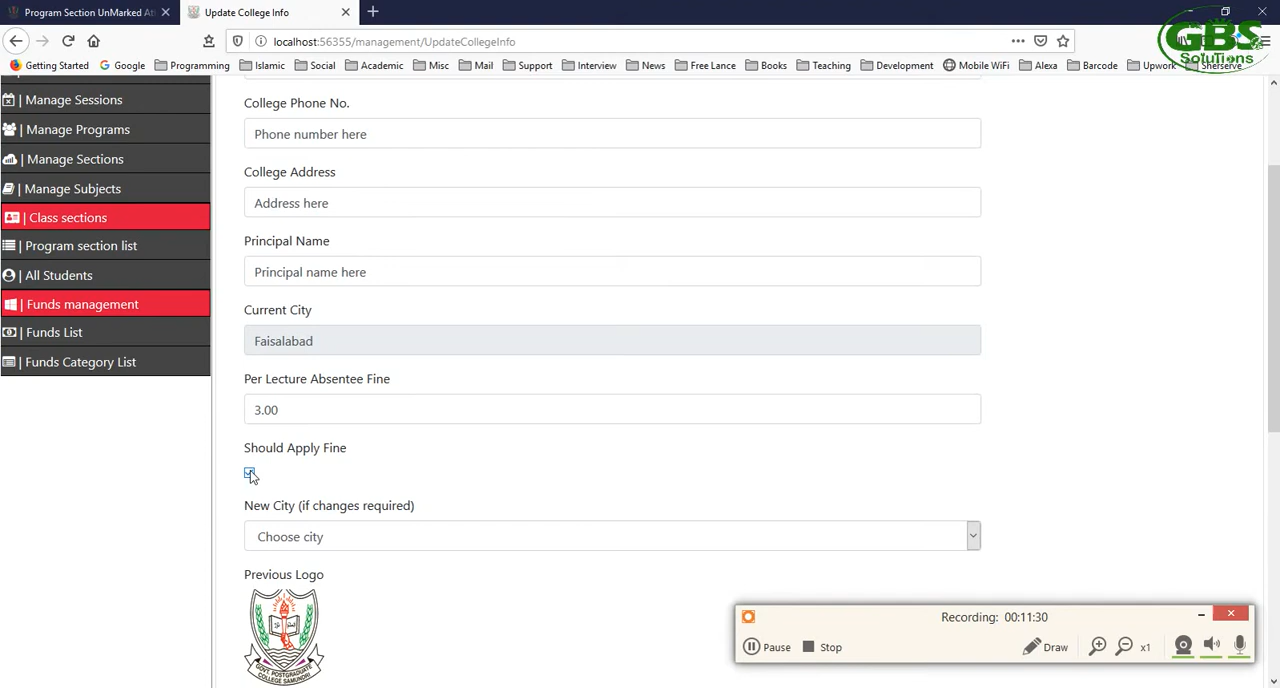 Program Section UnMarked At
Update College Info
localhost:56355/management/UpdateCollegeInfo
GBS
SoluTionS
Getting Started
Google
Programming
Islamic
Social
Academic
Misc
Mail
Support
Interview
News
Free Lance
Books
Teaching
Development
Mobile WiFi
Alexa
Barcode
Upwork
Sherserve
| Manage Sessions
| Manage Programs
| Manage Sections
| Manage Subjects
| Class sections
| Program section list
| All Students
| Funds management
| Funds List
| Funds Category List
College Phone No.
Phone number here
College Address
Address here
Principal Name
Principal name here
Current City
Faisalabad
Per Lecture Absentee Fine
3.00
Should Apply Fine
New City (if changes required)
Choose city
Previous Logo
GOVT. POSTGRADUATE
COLLEGE SAMUNDRI
Recording: 00:11:30
Pause
Stop
Draw
x1